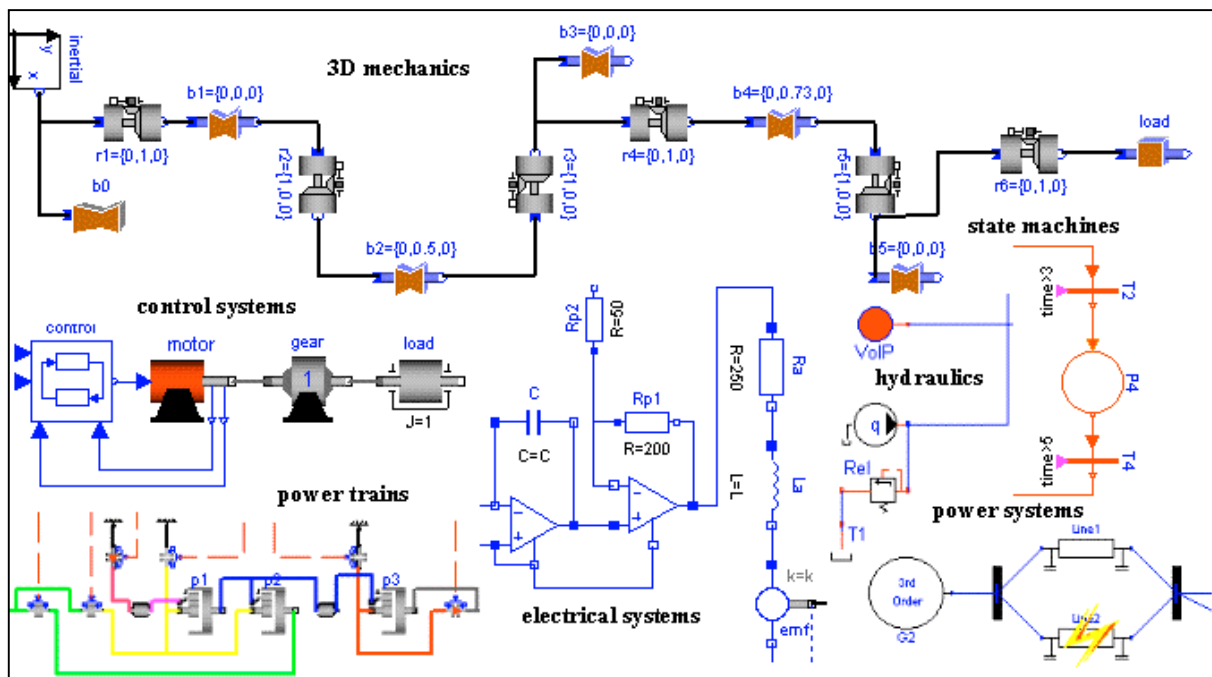 inertial
y
x
3D mechanics
b3={0,0,0}
b1={0,0,0}
b4={0,0.73,0}
load
r1={0,1,0}
r2={1,0,0}
r3={1,0,0}
r4={0,1,0}
r5={1,0,0}
r6={0,1,0}
b0
b2={0,0.5,0}
b5={0,0,0}
state machines
time>3
T2
P4
time>5
T4
control systems
control
motor
gear
load
1
J=1
Rp2
R=50
C
C=C
Rp1
R=200
R=250
Ra
L=L
La
k=k
emf
electrical systems
VolP
hydraulics
q
Rel
T1
power trains
p1
p2
p3
power systems
Line1
3rd
Order
G2
Line2